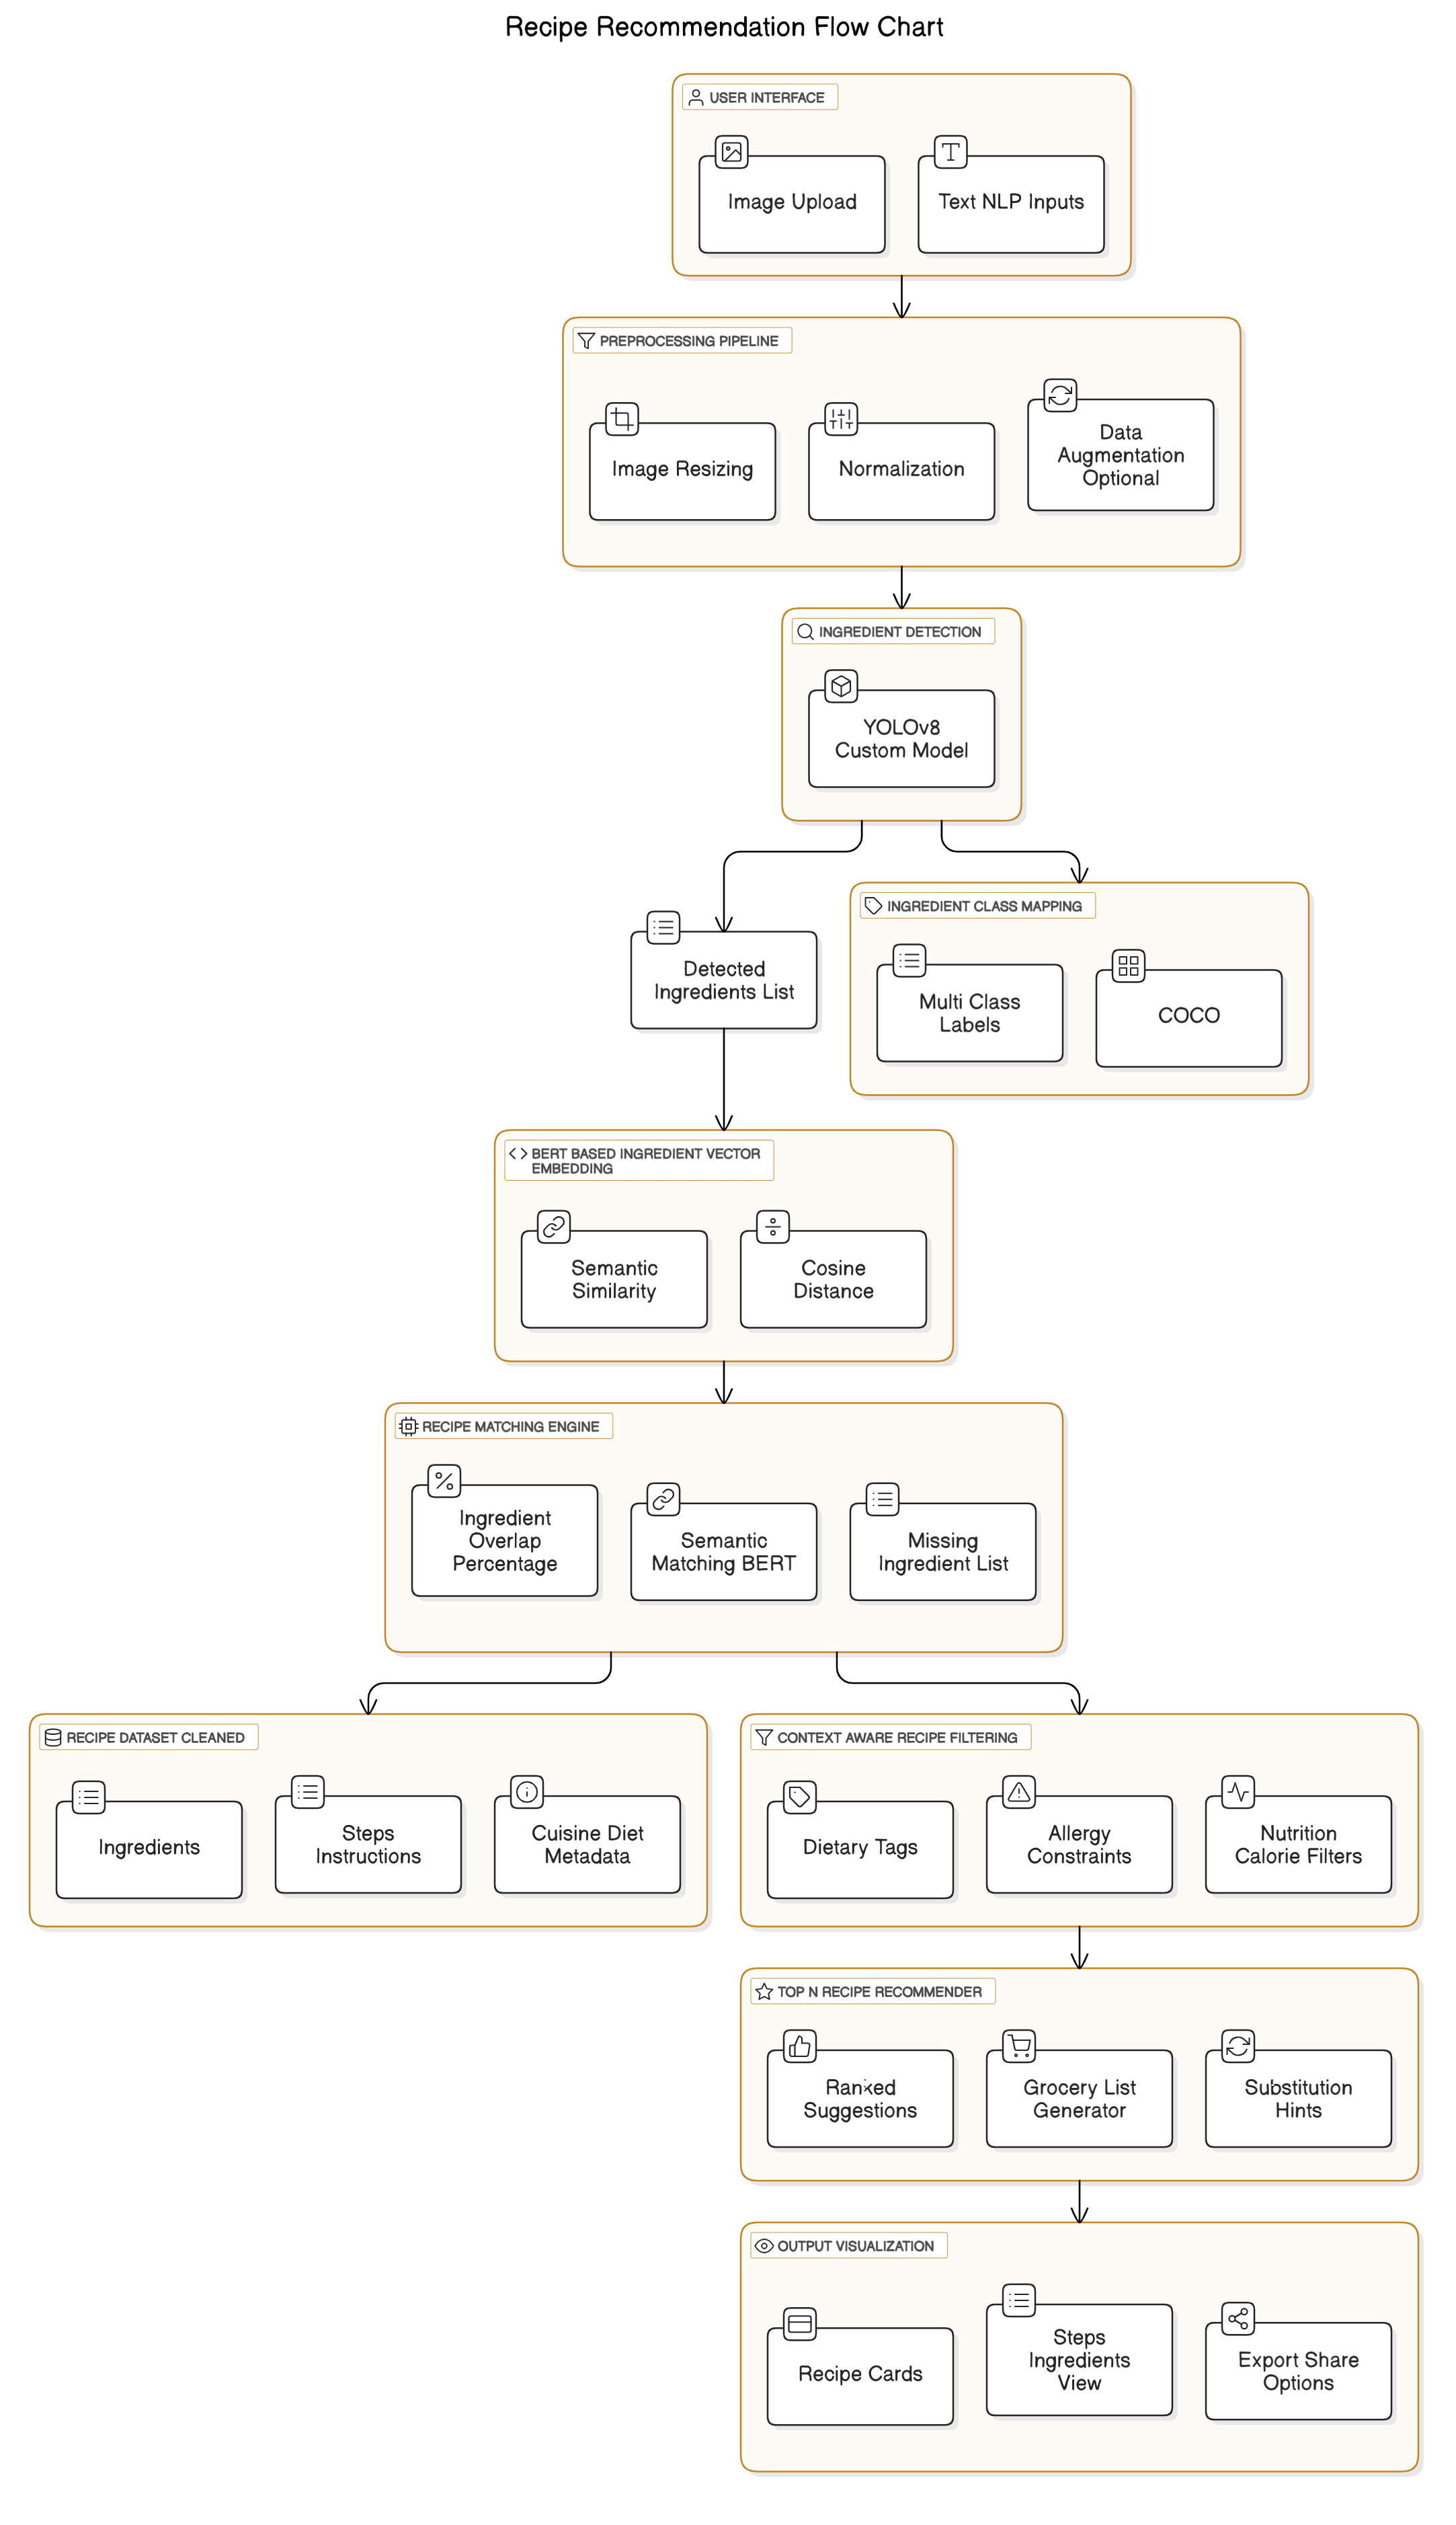 Recipe Recommendation Flow Chart
USER INTERFACE
Image Upload
Text NLP Inputs
PREPROCESSING PIPELINE
Image Resizing
Normalization
Data
Augmentation
Optional
INGREDIENT DETECTION
YOLOv8
Custom Model
Detected
Ingredients List
INGREDIENT CLASS MAPPING
Multi Class
Labels
COCO
BERT BASED INGREDIENT VECTOR
EMBEDDING
Semantic
Similarity
Cosine
Distance
RECIPE MATCHING ENGINE
Ingredient
Overlap
Percentage
Semantic
Matching BERT
Missing
Ingredient List
RECIPE DATASET CLEANED
Ingredients
Steps
Instructions
Cuisine Diet
Metadata
CONTEXT AWARE RECIPE FILTERING
Dietary Tags
Allergy
Constraints
Nutrition
Calorie Filters
TOP N RECIPE RECOMMENDER
Ranked
Suggestions
Grocery List
Generator
Substitution
Hints
OUTPUT VISUALIZATION
Recipe Cards
Steps
Ingredients
View
Export Share
Options